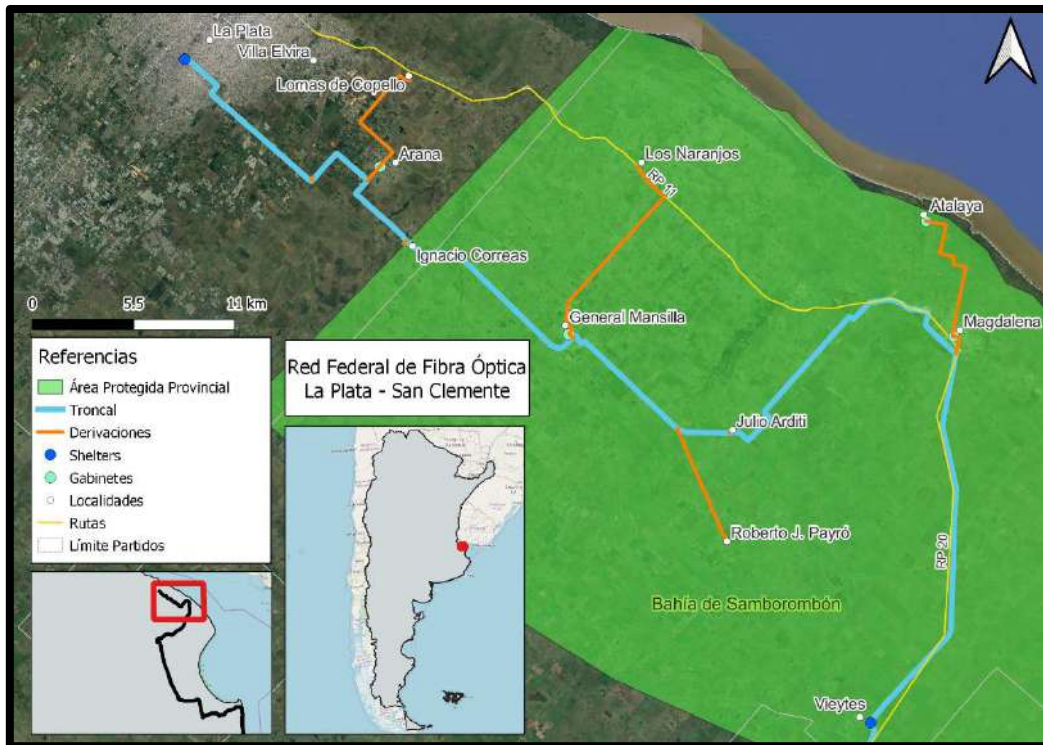 La Plata
Villa Elvira
Lomas de Copello
Arana
Los Naranjos
RP 11
Atalaya
Ignacio Correas
0 5.5 11 km
General Mansilla
Magdalena
Referencias
Área Protegida Provincial
Troncal
Derivaciones
Shelters
Gabinetes
Localidades
Rutas
Límite Partidos
Red Federal de Fibra Óptica
La Plata - San Clemente
Julio Arditi
Roberto J. Payró
RP 20
Bahía de Samborombón
Vieytes